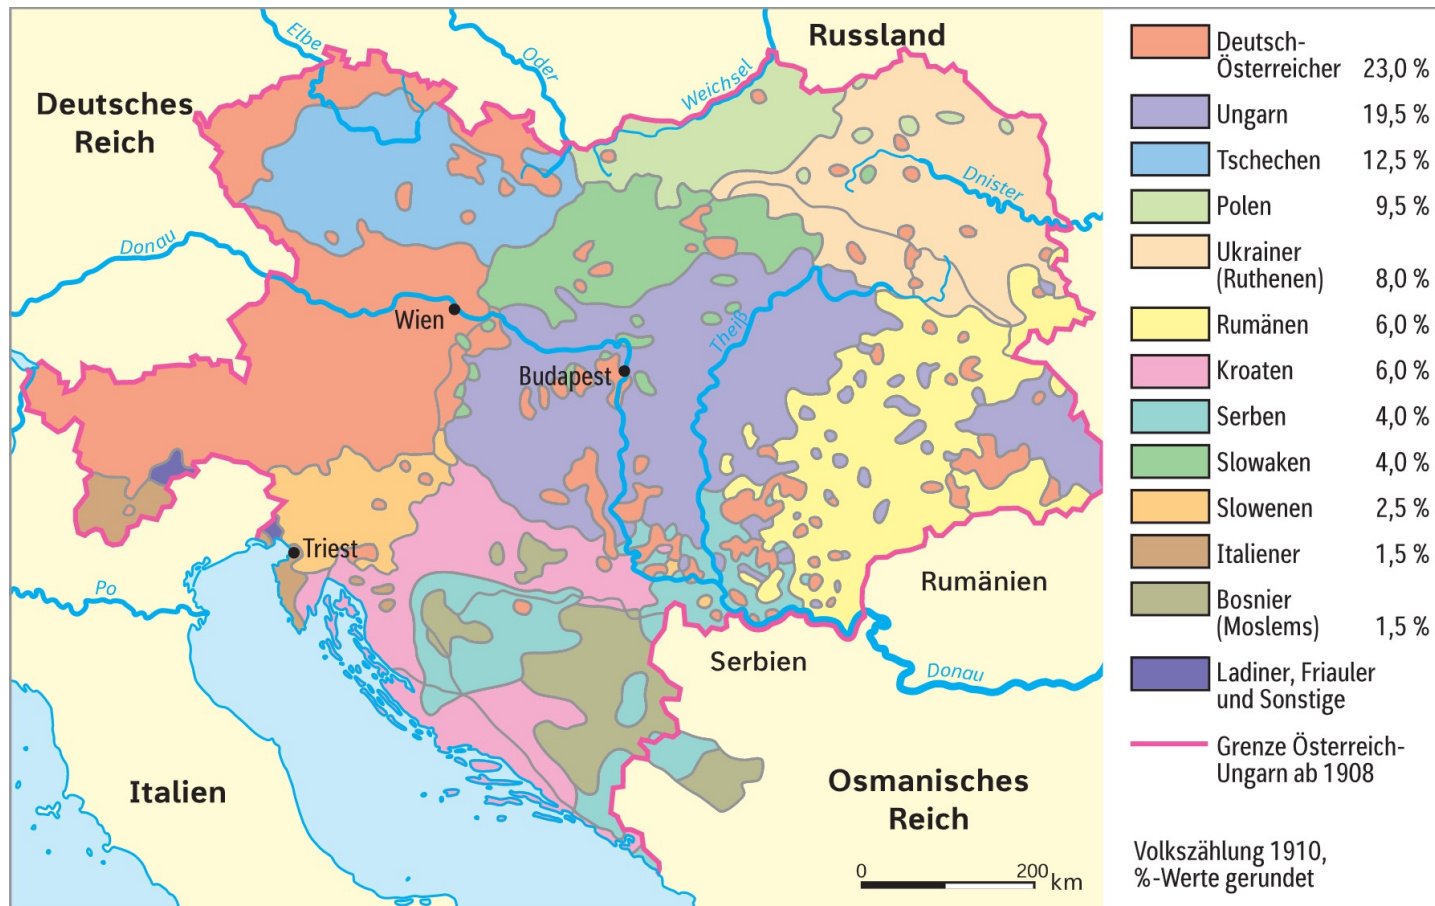 Elbe
Oder
Russland
Deutsches
Reich
Weichsel
Dnister
Donau
Wien
Theiß
Budapest
Triest
Po
Rumänien
Serbien
Donau
Italien
Osmanisches
Reich
0 200 km
Deutsch-
Österreicher 23,0 %
Ungarn 19,5 %
Tschechen 12,5 %
Polen 9,5 %
Ukrainer
(Ruthenen) 8,0 %
Rumänen 6,0 %
Kroaten 6,0 %
Serben 4,0 %
Slowaken 4,0 %
Slowenen 2,5 %
Italiener 1,5 %
Bosnier
(Moslems) 1,5 %
Ladiner, Friauler
und Sonstige
Grenze Österreich-
Ungarn ab 1908
Volkszählung 1910,
%-Werte gerundet